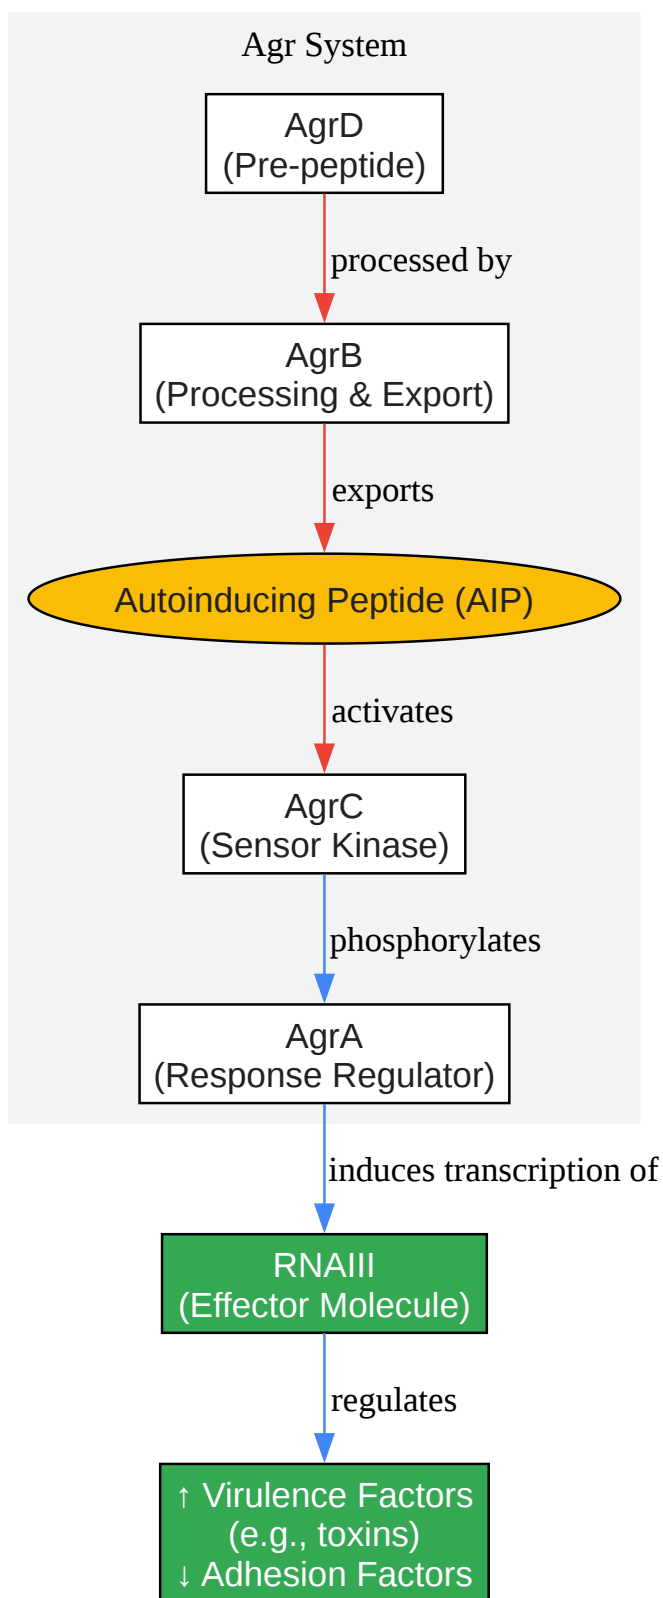 Agr System
AgrD
(Pre-peptide)
processed by
AgrB
(Processing & Export)
exports
Autoinducing Peptide (AIP)
activates
AgrC
(Sensor Kinase)
phosphorylates
AgrA
(Response Regulator)
induces transcription of
RNAIII
(Effector Molecule)
regulates
↑ Virulence Factors
(e.g., toxins)
↓ Adhesion Factors